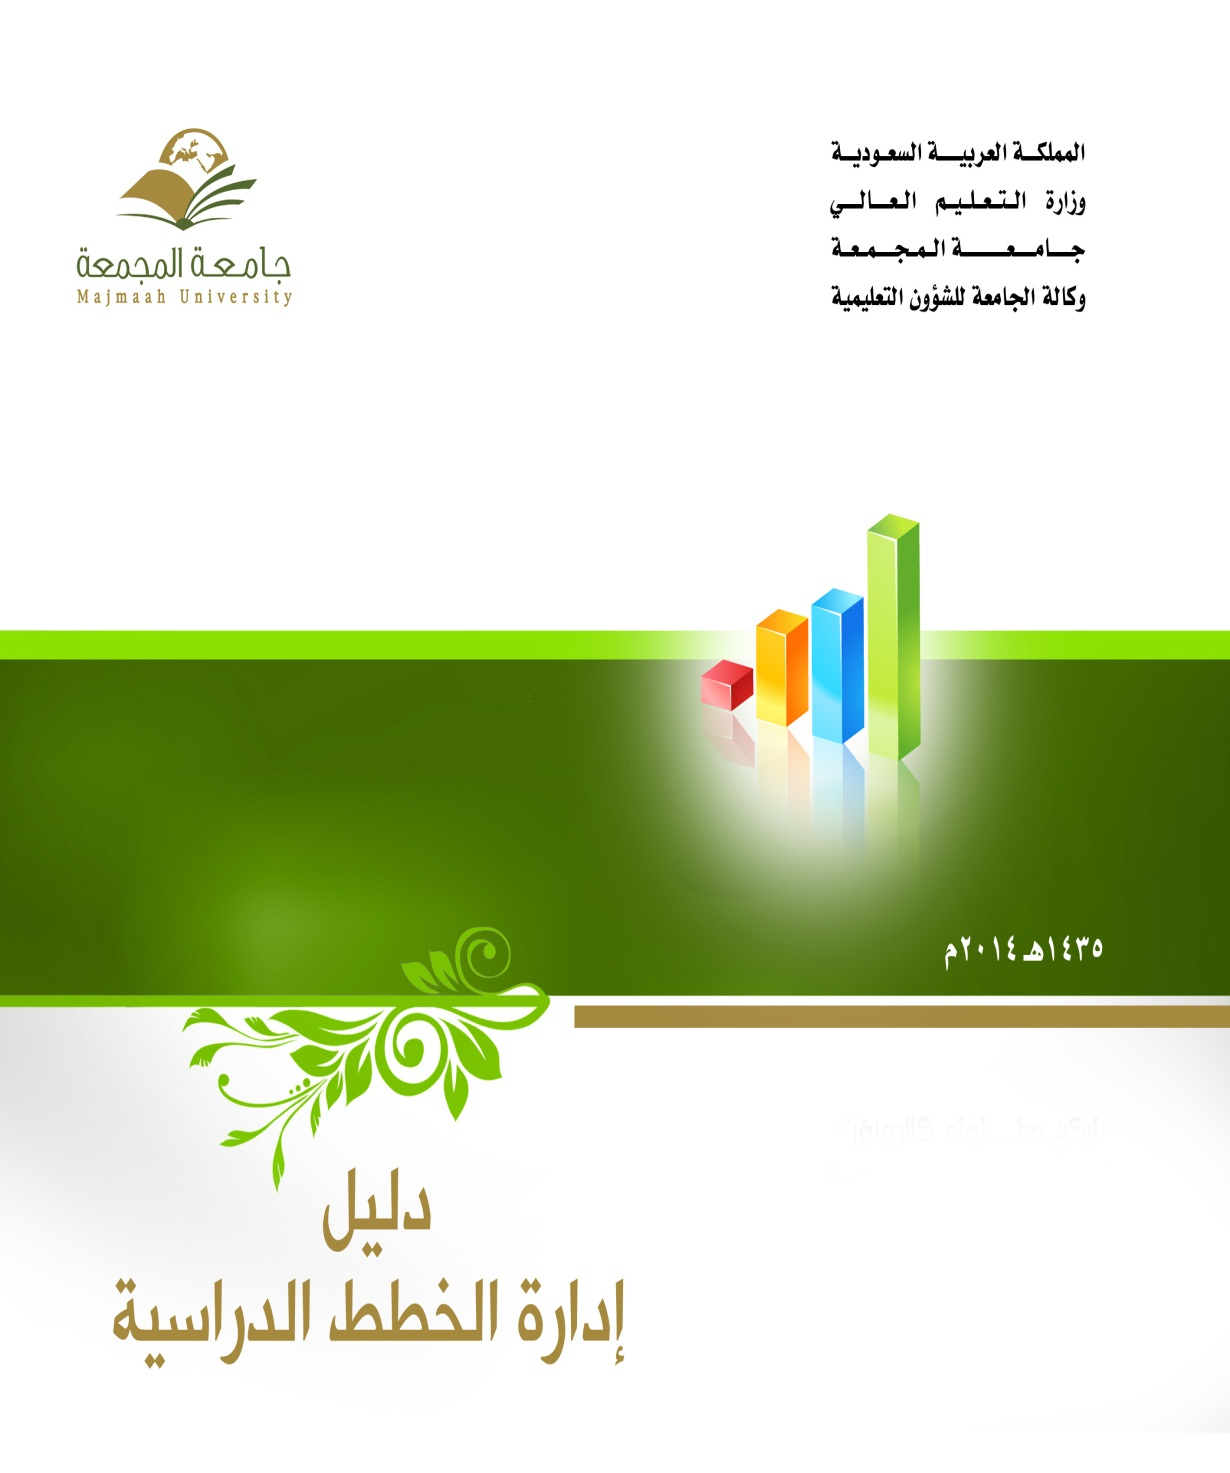 المملكة العربية السعودية
وزارة التعليم العالي
جامعة المجمعة
وكالة الجامعة للشؤون التعليمية
جامعة المجمعة
Majmaah University
١٤٣٥هـ ٢٠١٤م
دليل
إدارة الخطط الدراسية